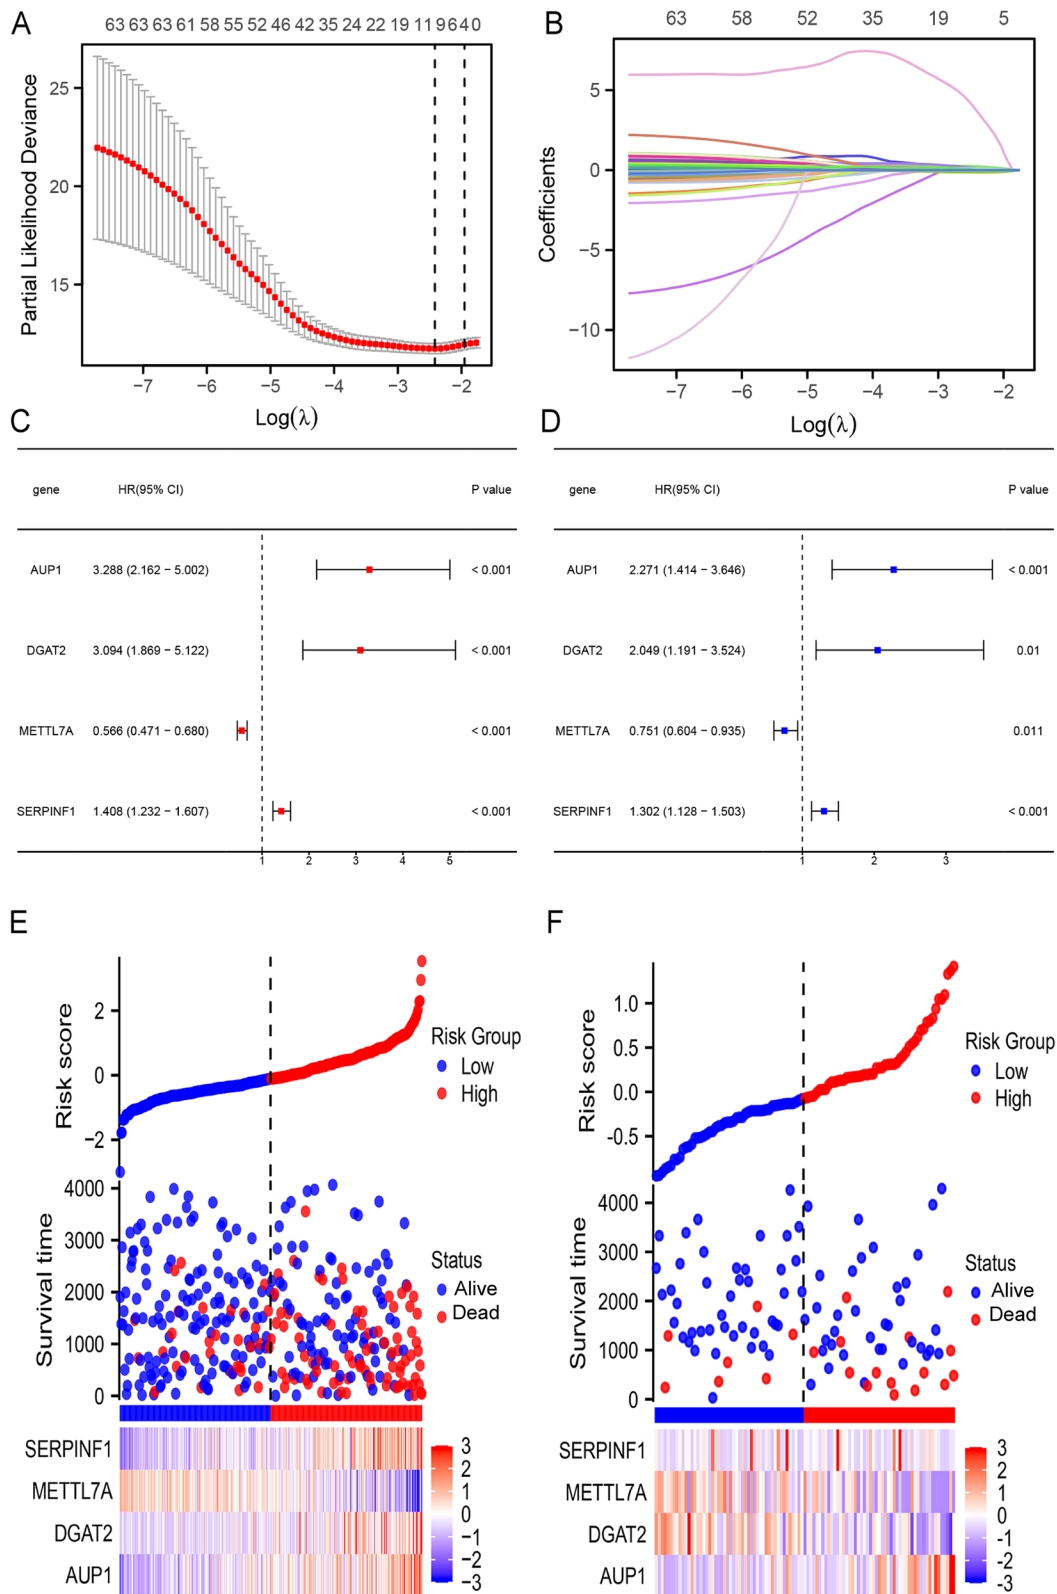 A
63 63 63 61 58 55 52 46 42 35 24 22 19 11 9 6 4 0
Partial Likelihood Deviance
25
20
15
−7 −6 −5 −4 −3 −2
Log(λ)
B
63 58 52 35 19 5
Coefficients
5
0
−5
−10
−7 −6 −5 −4 −3 −2
Log(λ)
C
gene HR(95% CI) P value
AUP1 3.288 (2.162 − 5.002) < 0.001
DGAT2 3.094 (1.869 − 5.122) < 0.001
METTL7A 0.566 (0.471 − 0.680) < 0.001
SERPINF1 1.408 (1.232 − 1.607) < 0.001
1 2 3 4 5
D
gene HR(95% CI) P value
AUP1 2.271 (1.414 − 3.646) < 0.001
DGAT2 2.049 (1.191 − 3.524) 0.01
METTL7A 0.751 (0.604 − 0.935) 0.011
SERPINF1 1.302 (1.128 − 1.503) < 0.001
1 2 3
E
Risk score
2
0
−2
Risk Group
Low
High
Survival time
4000
3000
2000
1000
0
Status
Alive
Dead
SERPINF1
METTL7A
DGAT2
AUP1
3
2
1
0
−1
−2
−3
F
Risk score
1.0
0.5
0.0
-0.5
Risk Group
Low
High
Survival time
4000
3000
2000
1000
0
Status
Alive
Dead
SERPINF1
METTL7A
DGAT2
AUP1
3
2
1
0
−1
−2
−3